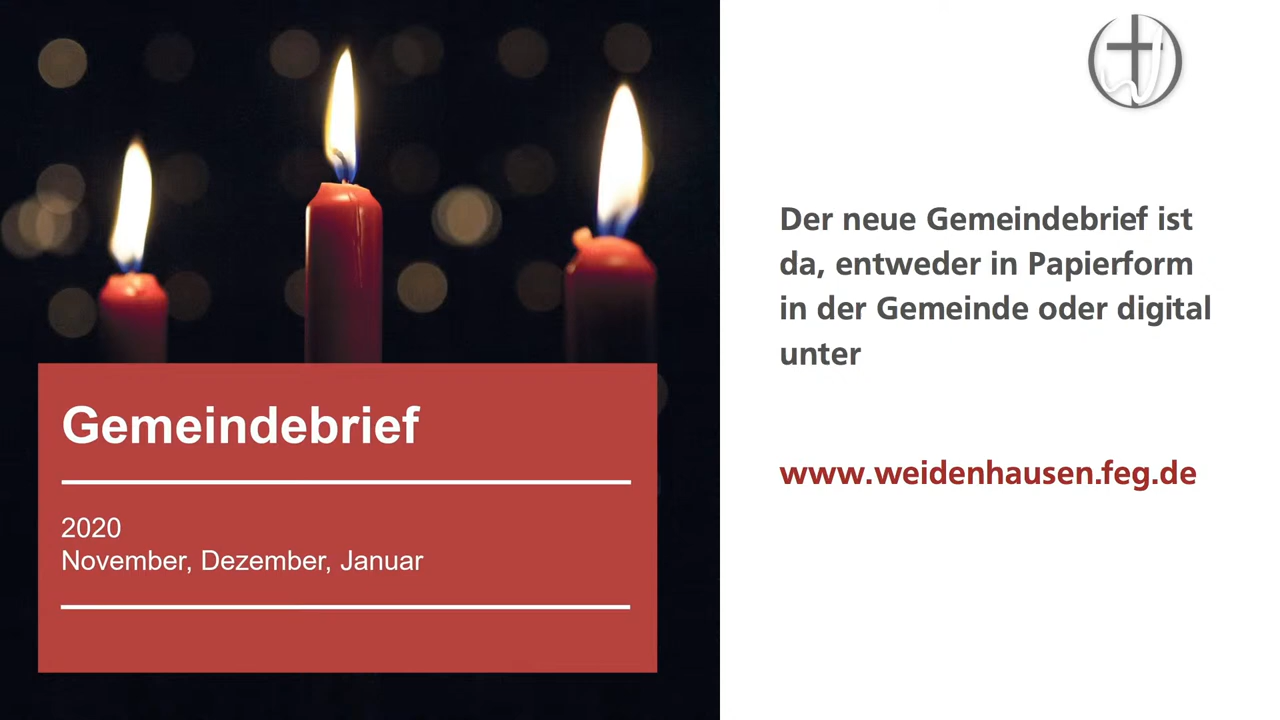 Gemeindebrief
2020
November, Dezember, Januar
Der neue Gemeindebrief ist
da, entweder in Papierform
in der Gemeinde oder digital
unter
www.weidenhausen.feg.de